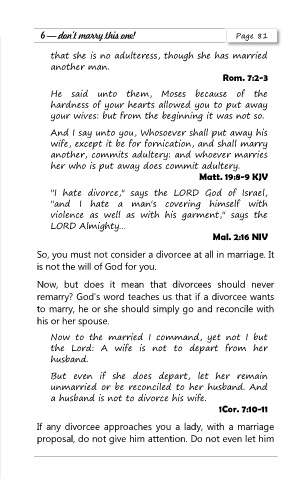 6 — don't marry this one!
Page 81
that she is no adulteress, though she has married
another man.
Rom. 7:2-3
He said unto them, Moses because of the
hardness of your hearts allowed you to put away
your wives: but from the beginning it was not so.
And I say unto you, Whosoever shall put away his
wife, except it be for fornication, and shall marry
another, commits adultery: and whoever marries
her who is put away does commit adultery.
Matt. 19:8-9 KJV
"I hate divorce," says the LORD God of Israel,
"and I hate a man's covering himself with
violence as well as with his garment," says the
LORD Almighty...
Mal. 2:16 NIV
So, you must not consider a divorcee at all in marriage. It
is not the will of God for you.
Now, but does it mean that divorcees should never
remarry? God's word teaches us that if a divorcee wants
to marry, he or she should simply go and reconcile with
his or her spouse.
Now to the married I command, yet not I but
the Lord: A wife is not to depart from her
husband.
But even if she does depart, let her remain
unmarried or be reconciled to her husband. And
a husband is not to divorce his wife.
1Cor. 7:10-11
If any divorcee approaches you a lady, with a marriage
proposal, do not give him attention. Do not even let him